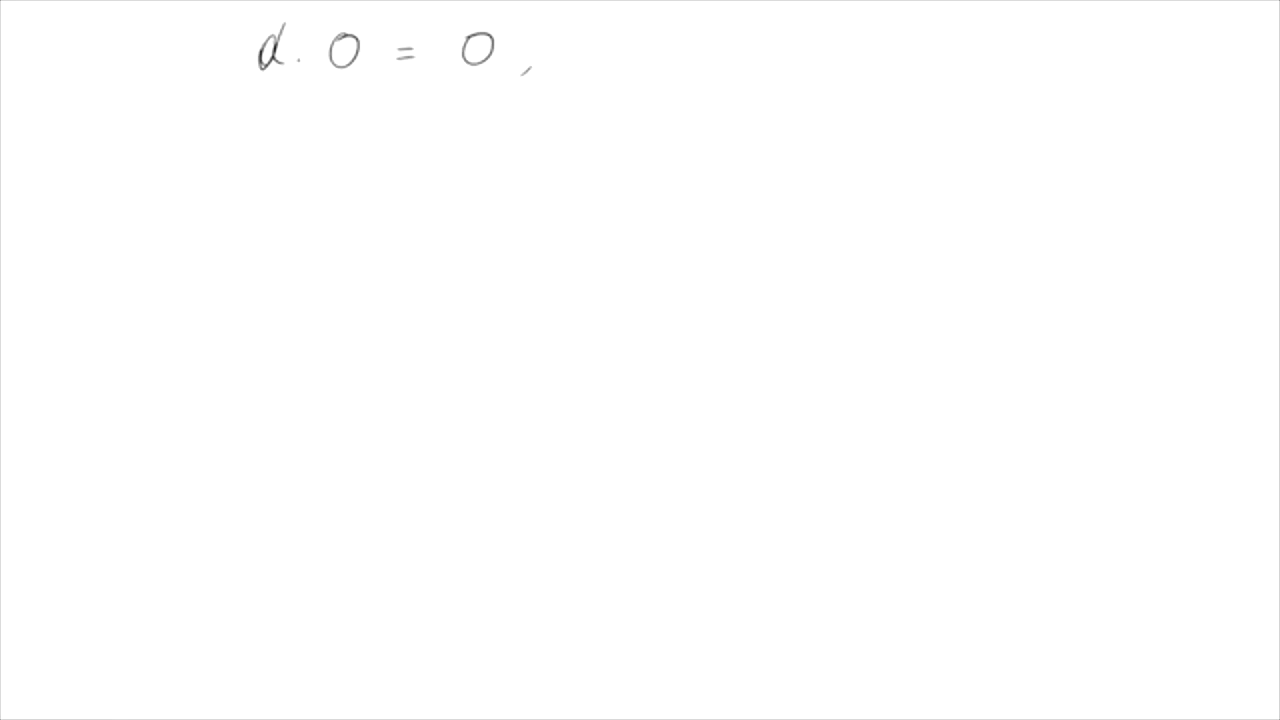 d. 0 = 0,